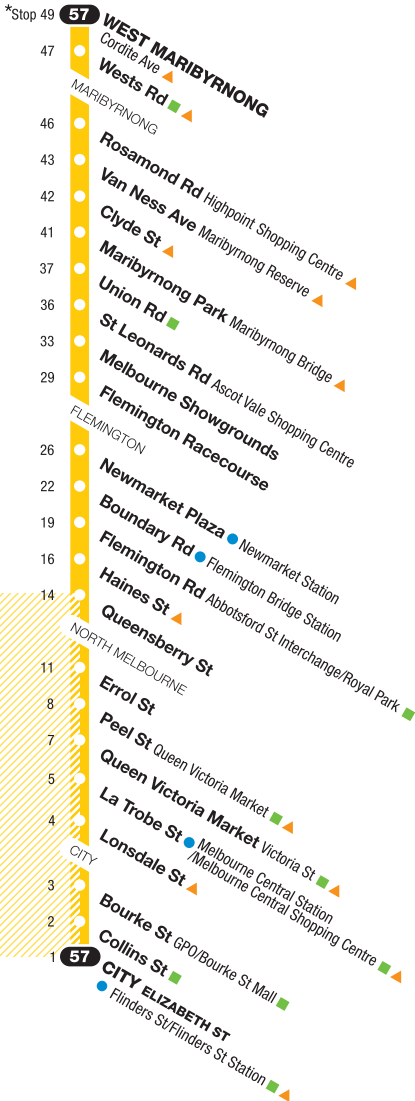 *Stop 49 57 WEST MARIBYRNONG
Cordite Ave
47 Wests Rd
MARIBYRNONG
46 Rosamond Rd Highpoint Shopping Centre
43 Van Ness Ave Maribyrnong Reserve
42 Clyde St
41 Maribyrnong Park Maribyrnong Bridge
37 Union Rd
36 St Leonards Rd Ascot Vale Shopping Centre
33 Melbourne Showgrounds
29 Flemington Racecourse
FLEMINGTON
26 Newmarket Plaza Newmarket Station
22 Boundary Rd Flemington Bridge Station
19 Flemington Rd Abbotsford St Interchange/Royal Park
16 Haines St
14 Queensberry St
NORTH MELBOURNE
11 Errol St
8 Peel St Queen Victoria Market
7 Queen Victoria Market Victoria St
5 La Trobe St Melbourne Central Station
/Melbourne Central Shopping Centre
4 Lonsdale St
CITY
3 Bourke St GPO/Bourke St Mall
2 Collins St
1 57 CITY ELIZABETH ST
Flinders St/Flinders St Station